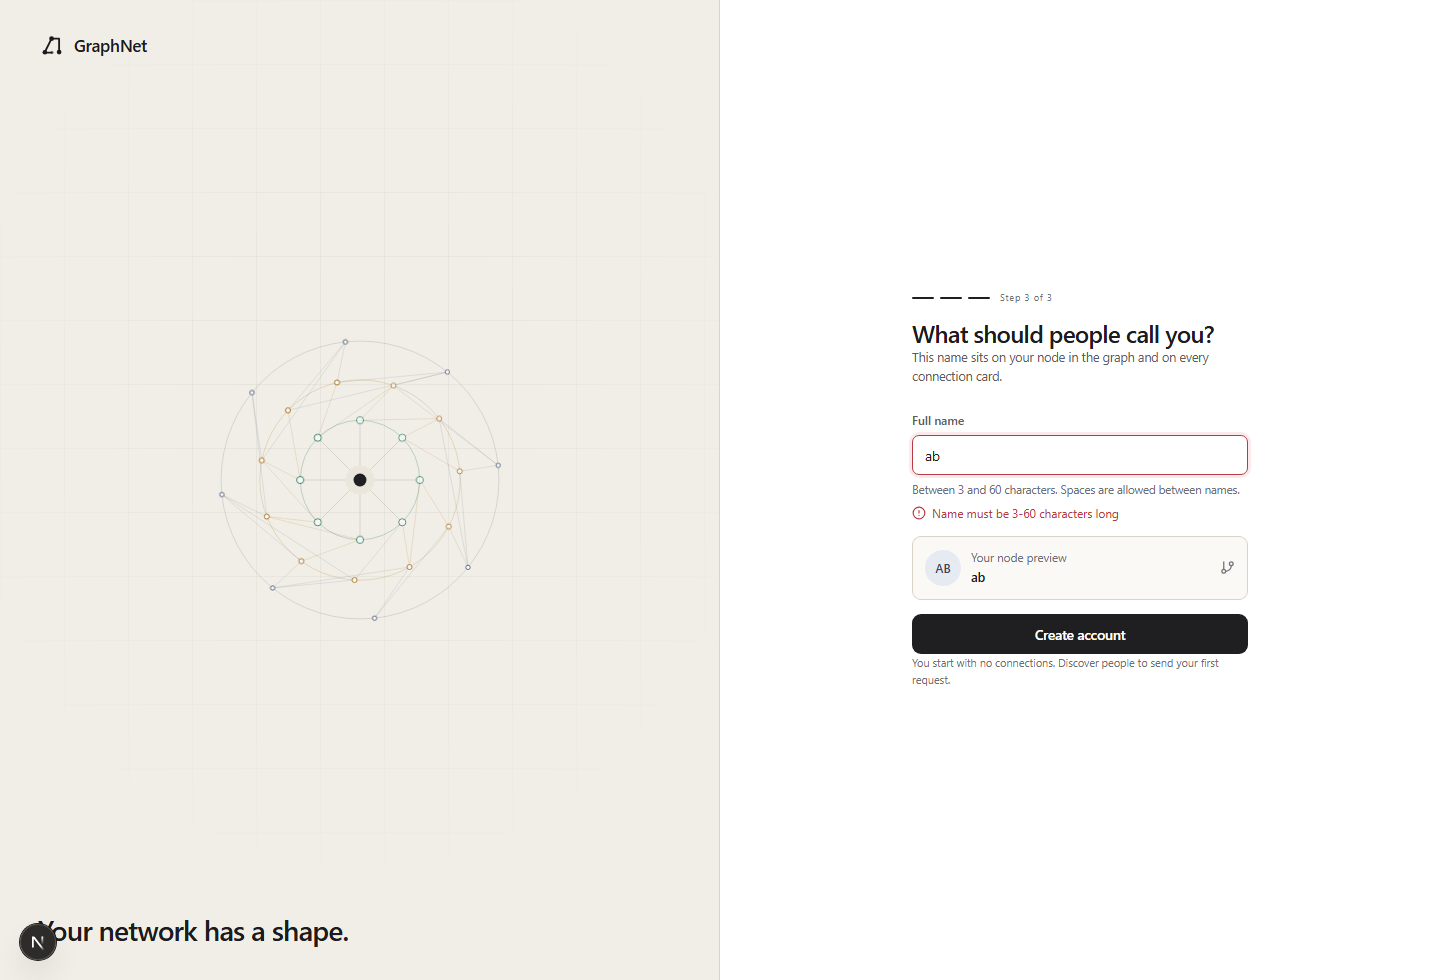 GraphNet
Your network has a shape.
N
Step 3 of 3
What should people call you?
This name sits on your node in the graph and on every
connection card.
Full name
ab
Between 3 and 60 characters. Spaces are allowed between names.
Name must be 3-60 characters long
AB
Your node preview
ab
Create account
You start with no connections. Discover people to send your first
request.